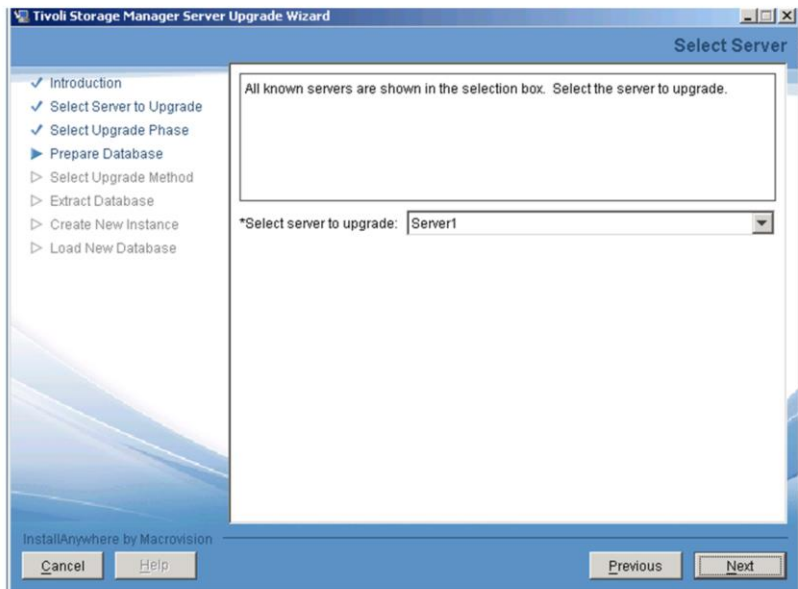 Tivoli Storage Manager Server Upgrade Wizard
Select Server
Introduction
Select Server to Upgrade
Select Upgrade Phase
Prepare Database
Select Upgrade Method
Extract Database
Create New Instance
Load New Database
All known servers are shown in the selection box. Select the server to upgrade.
*Select server to upgrade: Server1
InstallAnywhere by Macrovision
Cancel Help Previous Next